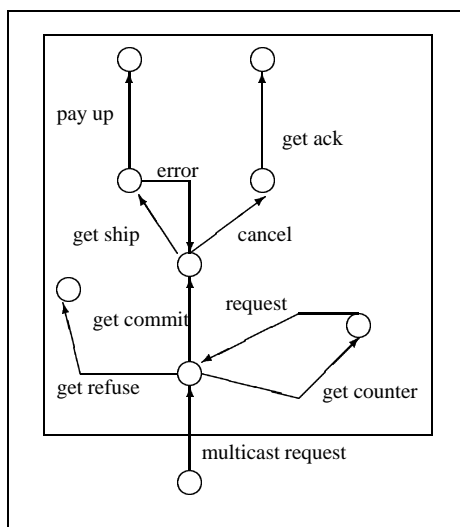 pay up
error
get ack
get ship
cancel
get commit
request
get refuse
get counter
multicast request